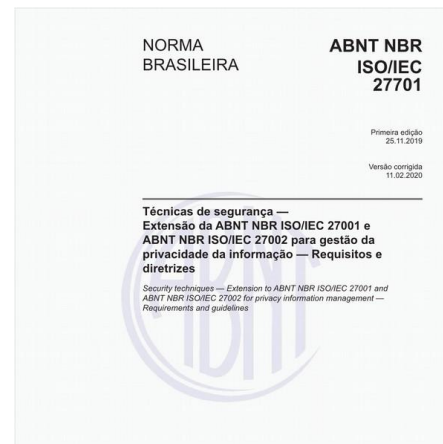 NORMA
BRASILEIRA
ABNT NBR
ISO/IEC
27701
Primeira edição
25.11.2019
Versão corrigida
11.02.2020
Técnicas de segurança —
Extensão da ABNT NBR ISO/IEC 27001 e
ABNT NBR ISO/IEC 27002 para gestão da
privacidade da informação — Requisitos e
diretrizes
Security techniques — Extension to ABNT NBR ISO/IEC 27001 and
ABNT NBR ISO/IEC 27002 for privacy information management —
Requirements and guidelines
ABNT